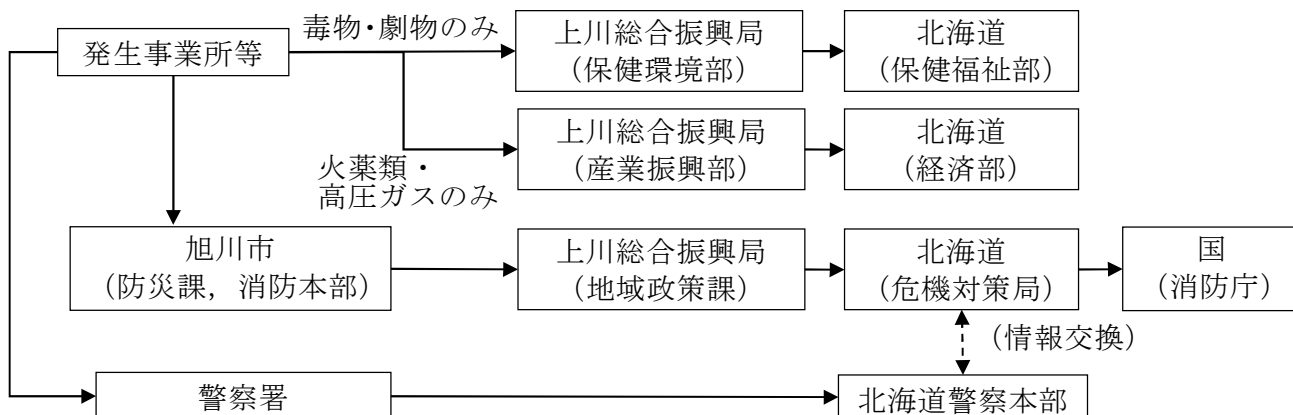 発生事業所等
毒物・劇物のみ
上川総合振興局
（保健環境部）
北海道
（保健福祉部）
火薬類・
高圧ガスのみ
上川総合振興局
（産業振興部）
北海道
（経済部）
旭川市
（防災課，消防本部）
上川総合振興局
（地域政策課）
北海道
（危機対策局）
国
（消防庁）
（情報交換）
警察署
北海道警察本部